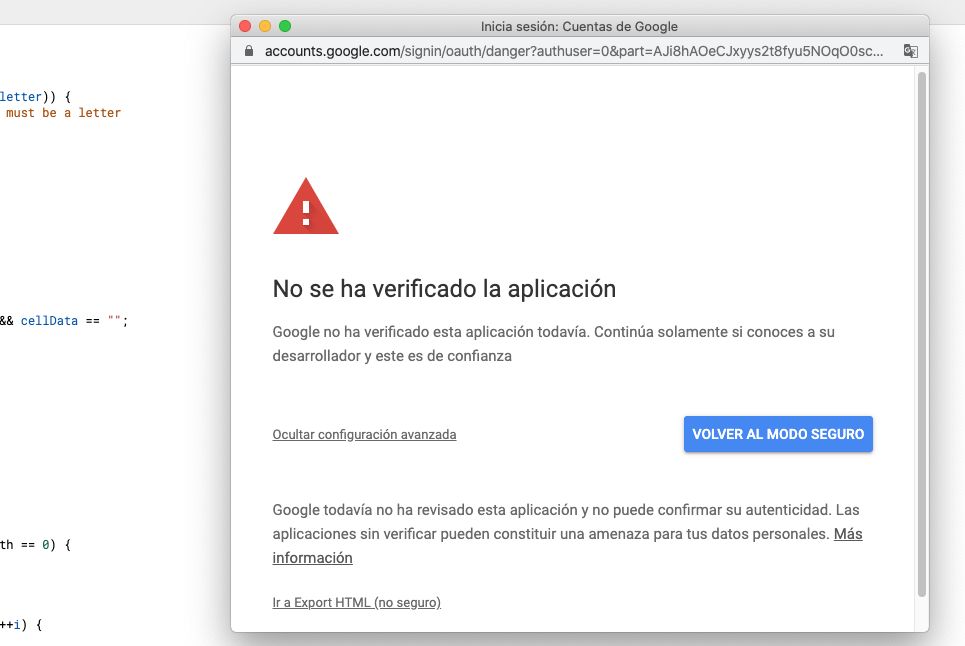 Inicia sesión: Cuentas de Google
accounts.google.com/signin/oauth/danger?authuser=0&part=AJi8hAOeCJxyys2t8fyu5NOqO0sc...
letter)) {
must be a letter
No se ha verificado la aplicación
&& cellData == "";
Google no ha verificado esta aplicación todavía. Continúa solamente si conoces a su
desarrollador y este es de confianza
Ocultar configuración avanzada
VOLVER AL MODO SEGURO
Google todavía no ha revisado esta aplicación y no puede confirmar su autenticidad. Las
aplicaciones sin verificar pueden constituir una amenaza para tus datos personales. Más
información
th == 0) {
Ir a Export HTML (no seguro)
++i) {